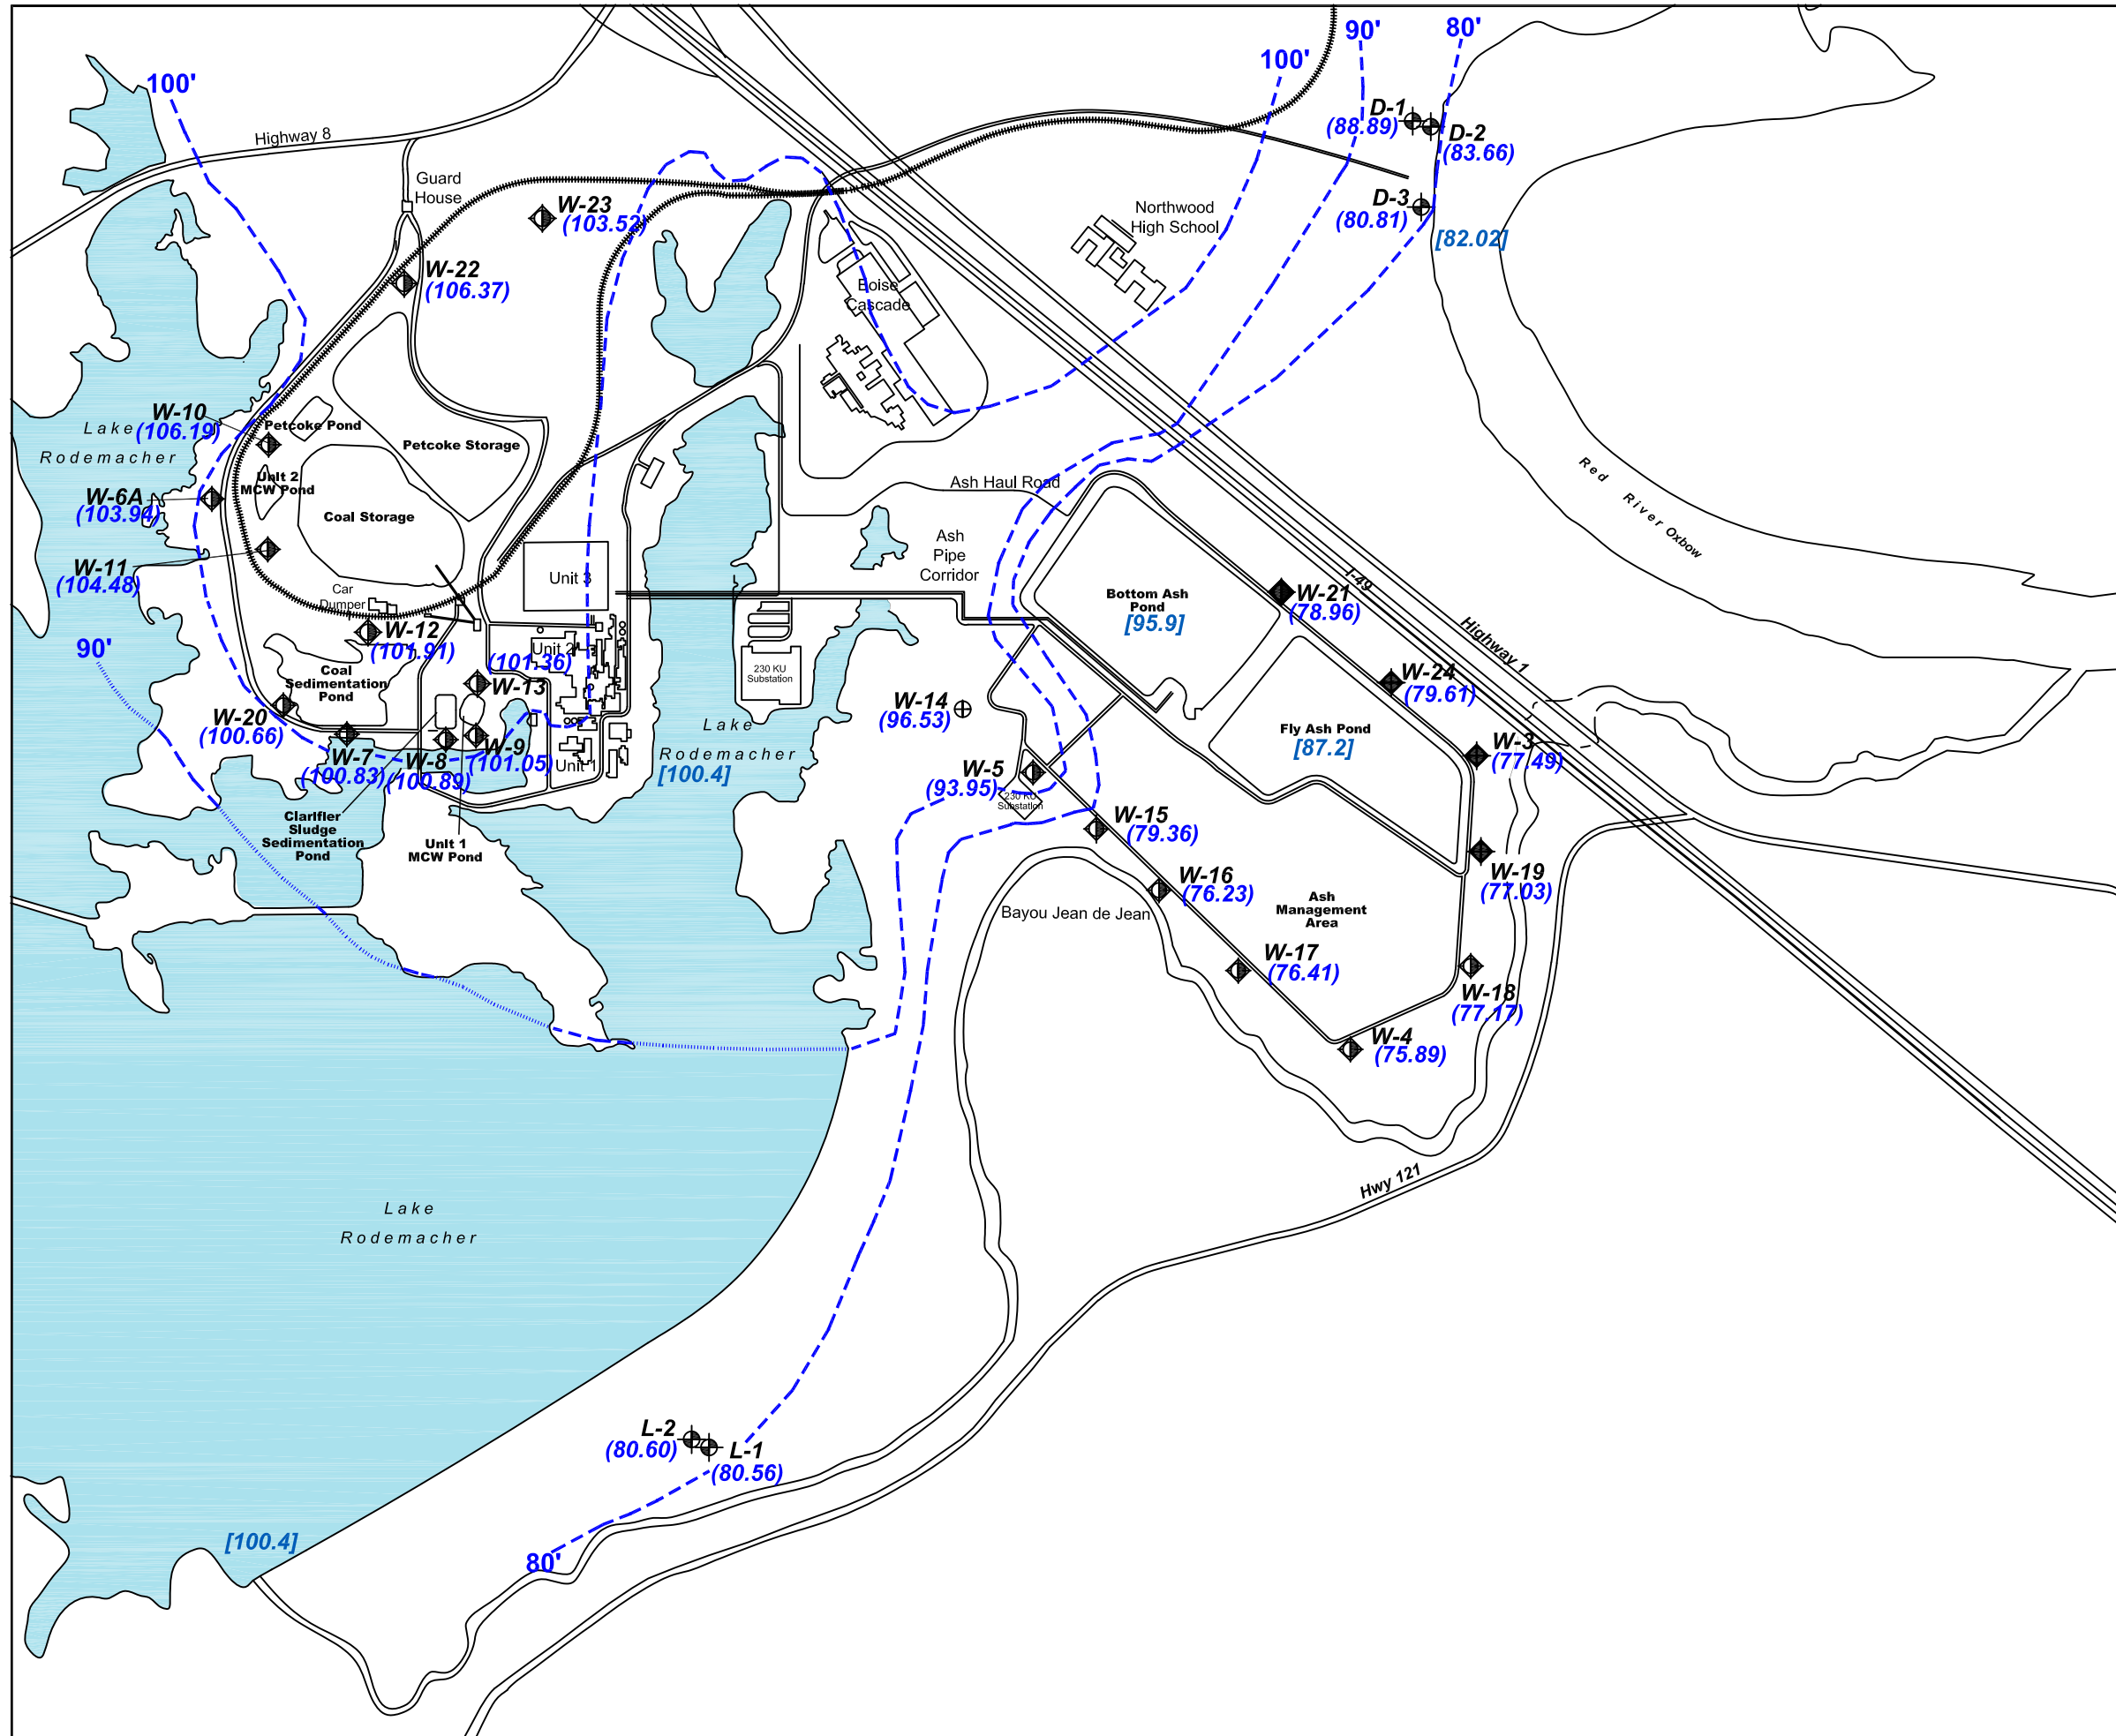 100'
90'
80'
100'
Highway 8
D-1
(88.89)
D-2
(83.66)
Guard
House
W-23
(103.52)
D-3
(80.81)
[82.02]
Northwood
High School
W-22
(106.37)
Boise
Cascade
W-10
(106.19)
Lake
Rodemacher
Petcoke Pond
Petcoke Storage
Unit 2
MCW Pond
W-6A
(103.94)
Coal Storage
Ash Haul Road
Red River Oxbow
W-11
(104.48)
Car
Dumper
Unit 3
Ash
Pipe
Corridor
I-49
Highway 1
Bottom Ash
Pond
[95.9]
W-21
(78.96)
90'
W-12
(101.91)
Unit 2
(101.36)
W-13
230 KU
Substation
Coal
Sedimentation
Pond
W-24
(79.61)
W-20
(100.66)
W-14
(96.53)
Fly Ash Pond
[87.2]
W-3
(77.49)
W-7
(100.83)
W-8
(100.89)
W-9
(101.05)
Unit 1
Lake
Rodemacher
[100.4]
W-5
(93.95)
230 KU
Substation
W-15
(79.36)
Clarifier
Sludge
Sedimentation
Pond
Unit 1
MCW Pond
W-16
(76.23)
W-19
(77.03)
Bayou Jean de Jean
Ash
Management
Area
W-17
(76.41)
W-18
(77.17)
W-4
(75.89)
Hwy 121
Lake
Rodemacher
L-2
(80.60)
L-1
(80.56)
[100.4]
80'